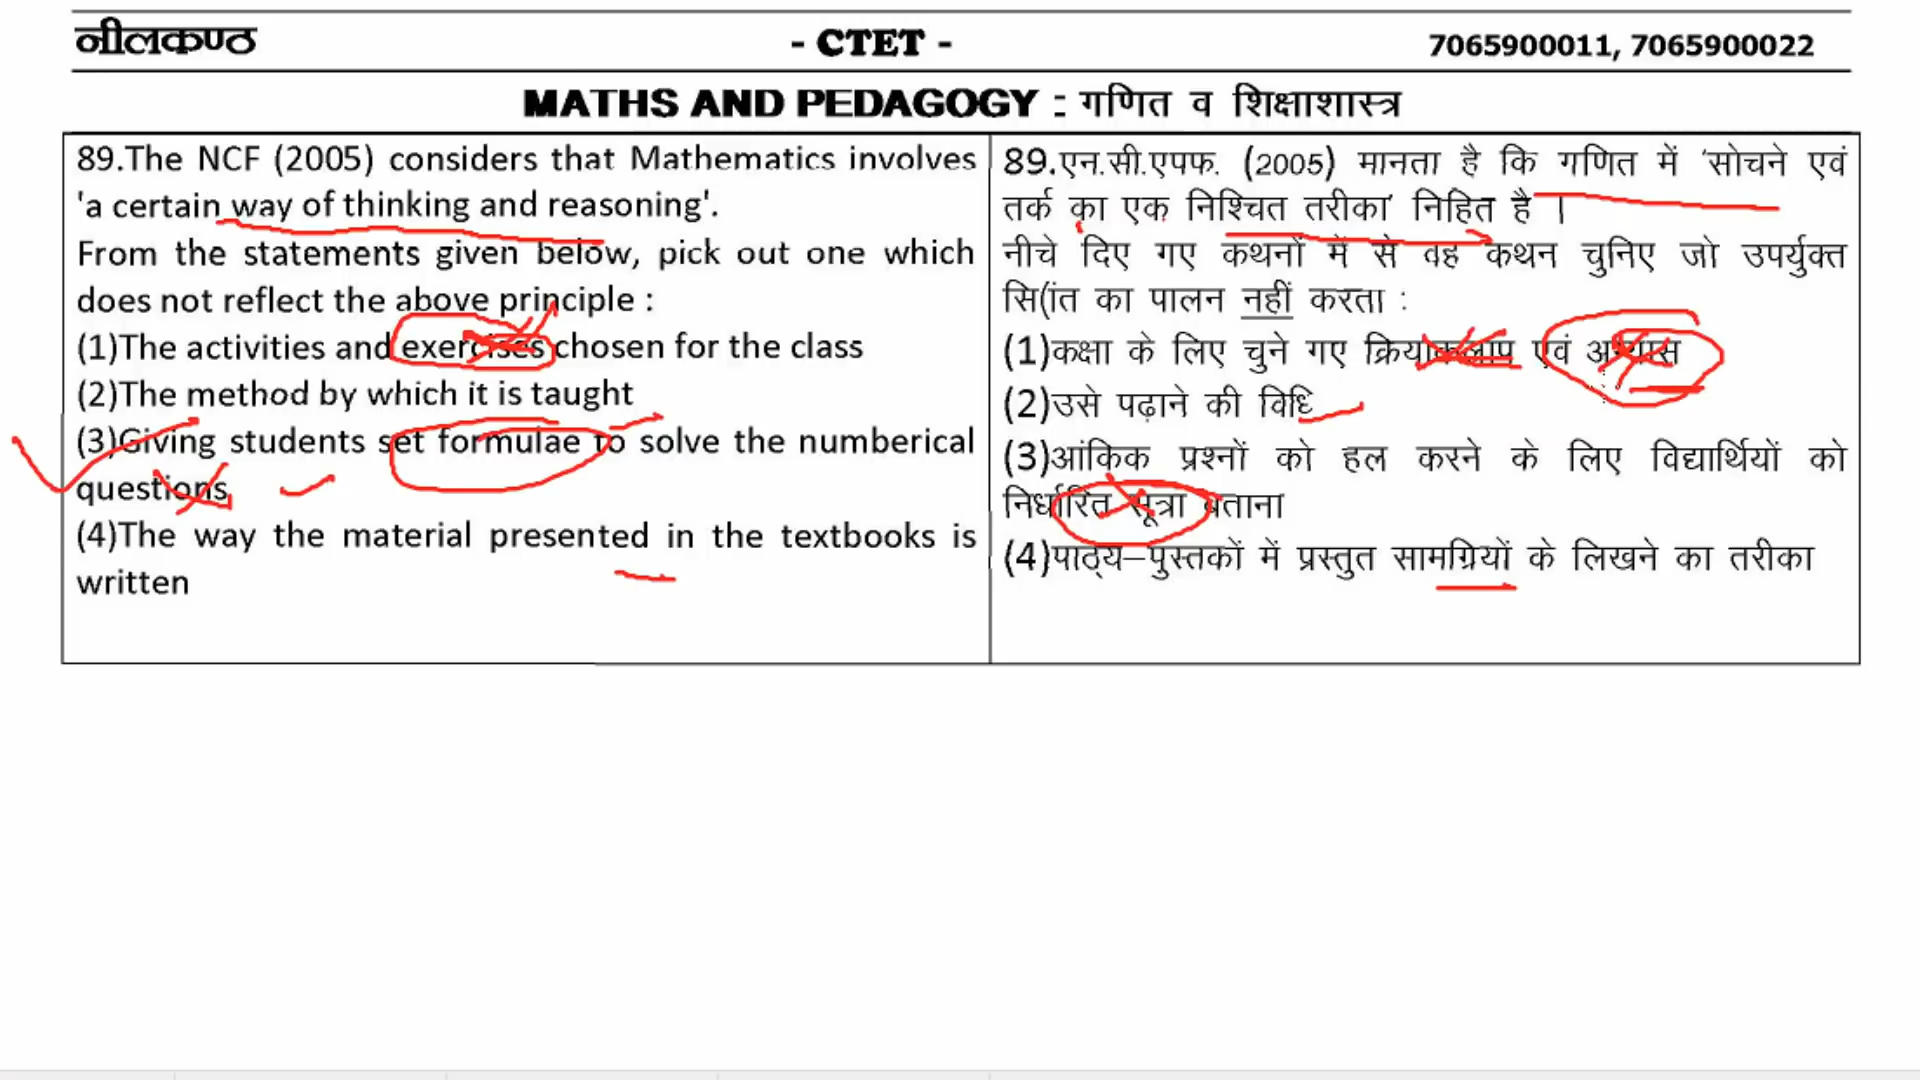 नीलकण्ठ
- CTET -
7065900011, 7065900022
MATHS AND PEDAGOGY : गणित व शिक्षाशास्त्र
89.The NCF (2005) considers that Mathematics involves
'a certain way of thinking and reasoning'.
From the statements given below, pick out one which
does not reflect the above principle :
(1)The activities and exercises chosen for the class
(2)The method by which it is taught
(3)Giving students set formulae to solve the numberical
questions
(4)The way the material presented in the textbooks is
written
89.एन.सी.एपफ. (2005) मानता है कि गणित में 'सोचने एवं
तर्क का एक निश्चित तरीका' निहित है ।
नीचे दिए गए कथनों में से वह कथन चुनिए जो उपर्युक्त
सि(ांत का पालन नहीं करता :
(1)कक्षा के लिए चुने गए क्रियाकलाप एवं अभ्यास
(2)उसे पढ़ाने की विधि
(3)आंकिक प्रश्नों को हल करने के लिए विद्यार्थियों को
निर्धारित सूत्रा बताना
(4)पाठ्य–पुस्तकों में प्रस्तुत सामग्रियों के लिखने का तरीका